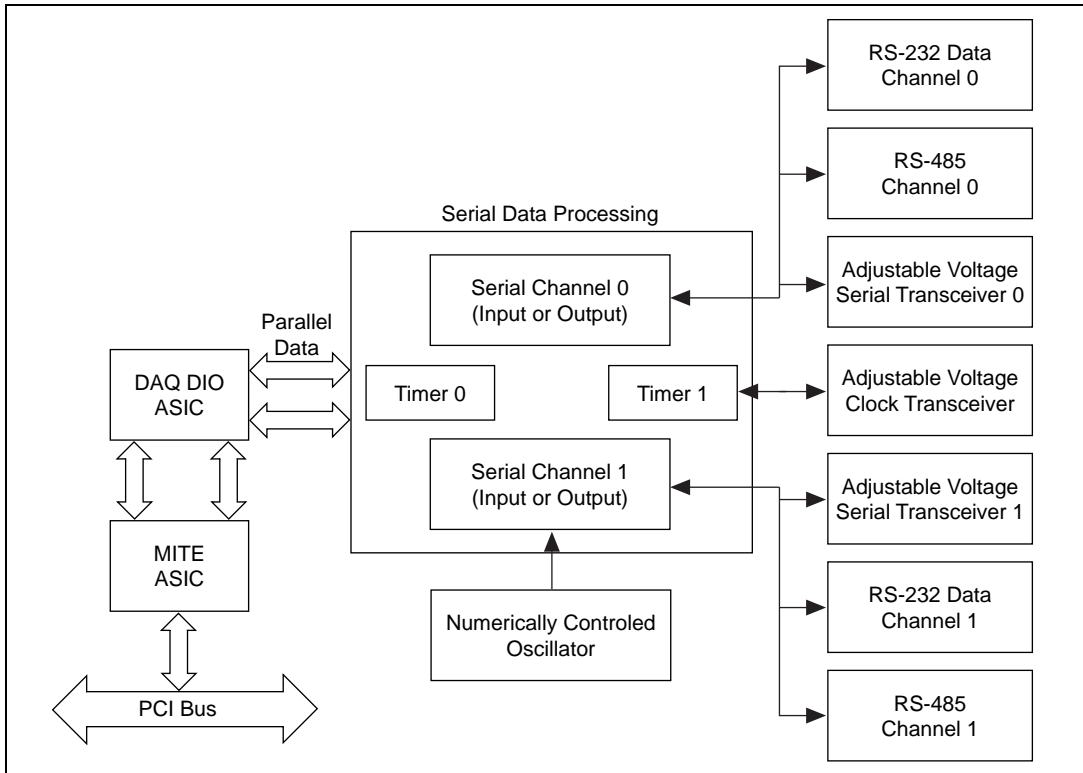 RS-232 Data
Channel 0
RS-485
Channel 0
Serial Data Processing
Serial Channel 0
(Input or Output)
Adjustable Voltage
Serial Transceiver 0
Parallel
Data
DAQ DIO
ASIC
Timer 0
Timer 1
Adjustable Voltage
Clock Transceiver
Serial Channel 1
(Input or Output)
Adjustable Voltage
Serial Transceiver 1
MITE
ASIC
RS-232 Data
Channel 1
Numerically Controled
Oscillator
PCI Bus
RS-485
Channel 1